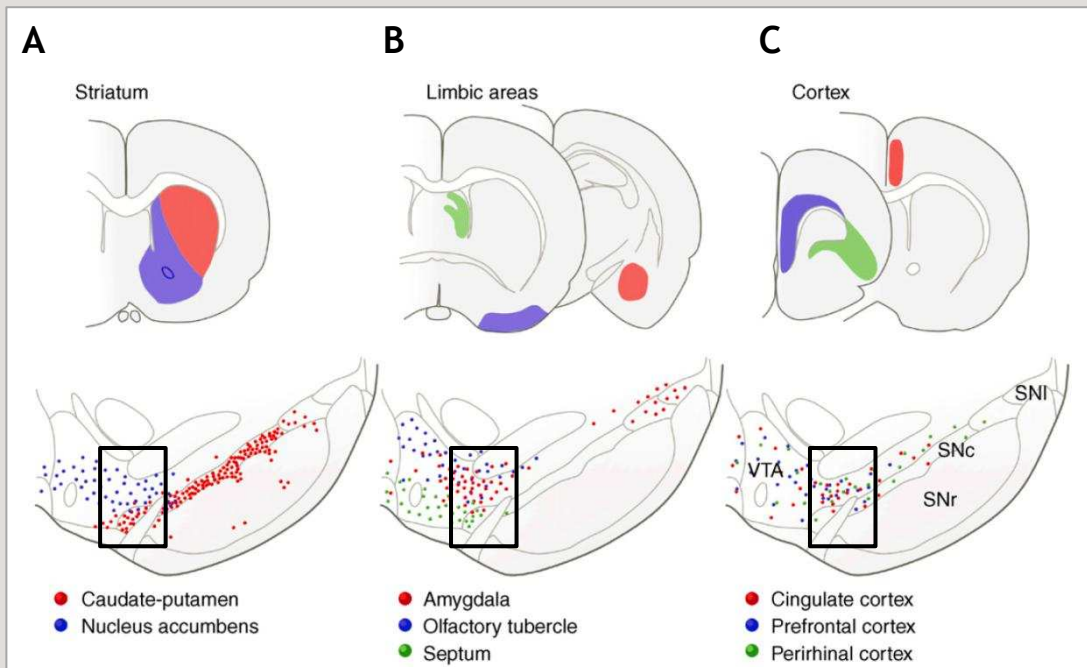 A
B
C
Striatum
Limbic areas
Cortex
SNl
SNc
VTA
SNr
Caudate-putamen
Nucleus accumbens
Amygdala
Olfactory tubercle
Septum
Cingulate cortex
Prefrontal cortex
Perirhinal cortex